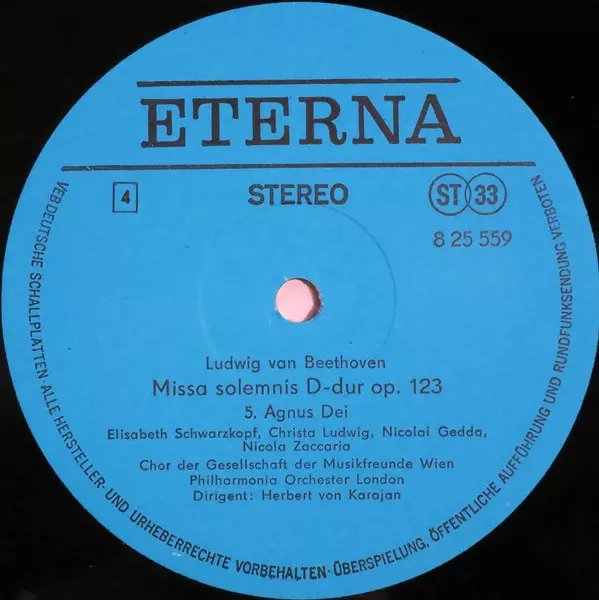 ETERNA
4 STEREO ST 33
8 25 559
Ludwig van Beethoven
Missa solemnis D-dur op. 123
5. Agnus Dei
Elisabeth Schwarzkopf, Christa Ludwig, Nicolai Gedda,
Nicola Zaccaria
Chor der Gesellschaft der Musikfreunde Wien
Philharmonia Orchester London
Dirigent: Herbert von Karajan
VEB DEUTSCHE SCHALLPLATTEN · ALLE HERSTELLER- UND URHEBERRECHTE VORBEHALTEN · ÜBERSPIELUNG, ÖFFENTLICHE AUFFÜHRUNG UND RUNDFUNKSENDUNG VERBOTEN